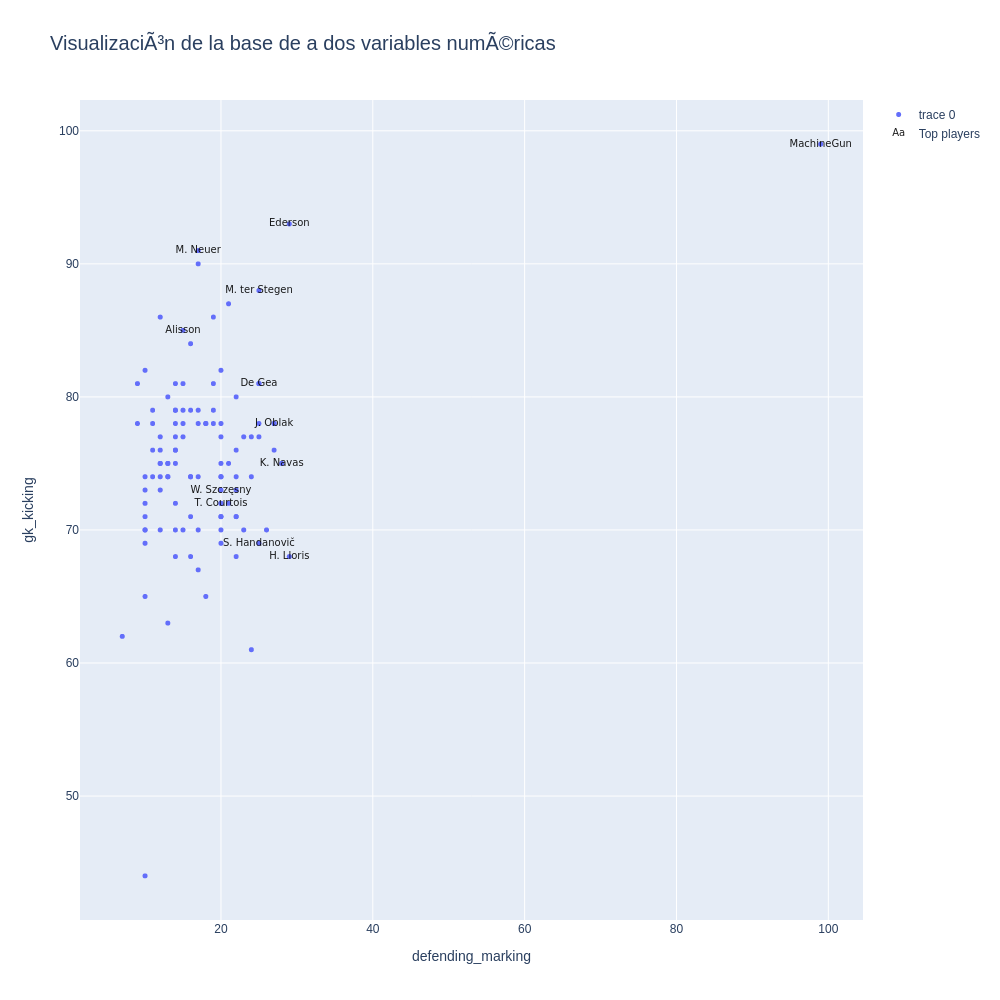 VisualizaciÃ³n de la base de a dos variables numÃ©ricas
trace 0
Aa Top players
100
90
80
70
60
50
gk_kicking
MachineGun
Ederson
M. Neuer
M. ter Stegen
Alisson
De Gea
J. Oblak
K. Navas
W. Szczęsny
T. Courtois
S. Handanovič
H. Lloris
20
40
60
80
100
defending_marking